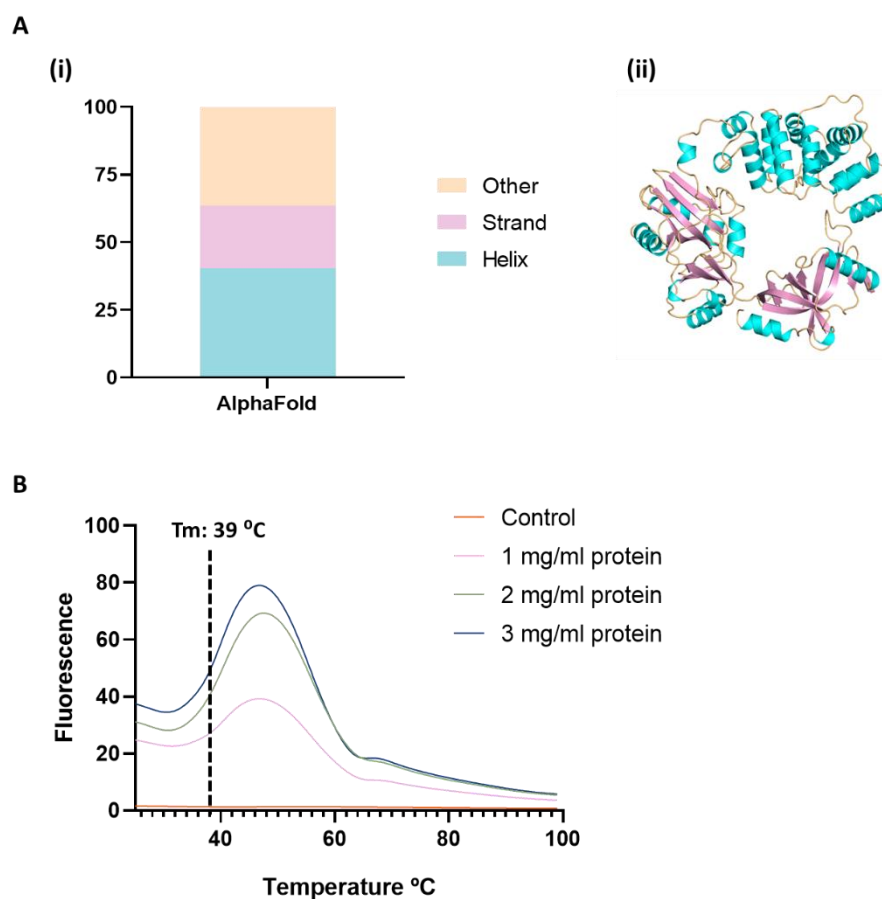 A
(i)
(ii)
100
75
50
25
0
AlphaFold
Other
Strand
Helix
B
Tm: 39 ⁰C
Fluorescence
100
80
60
40
20
0
40
60
80
100
Temperature ºC
Control
1 mg/ml protein
2 mg/ml protein
3 mg/ml protein